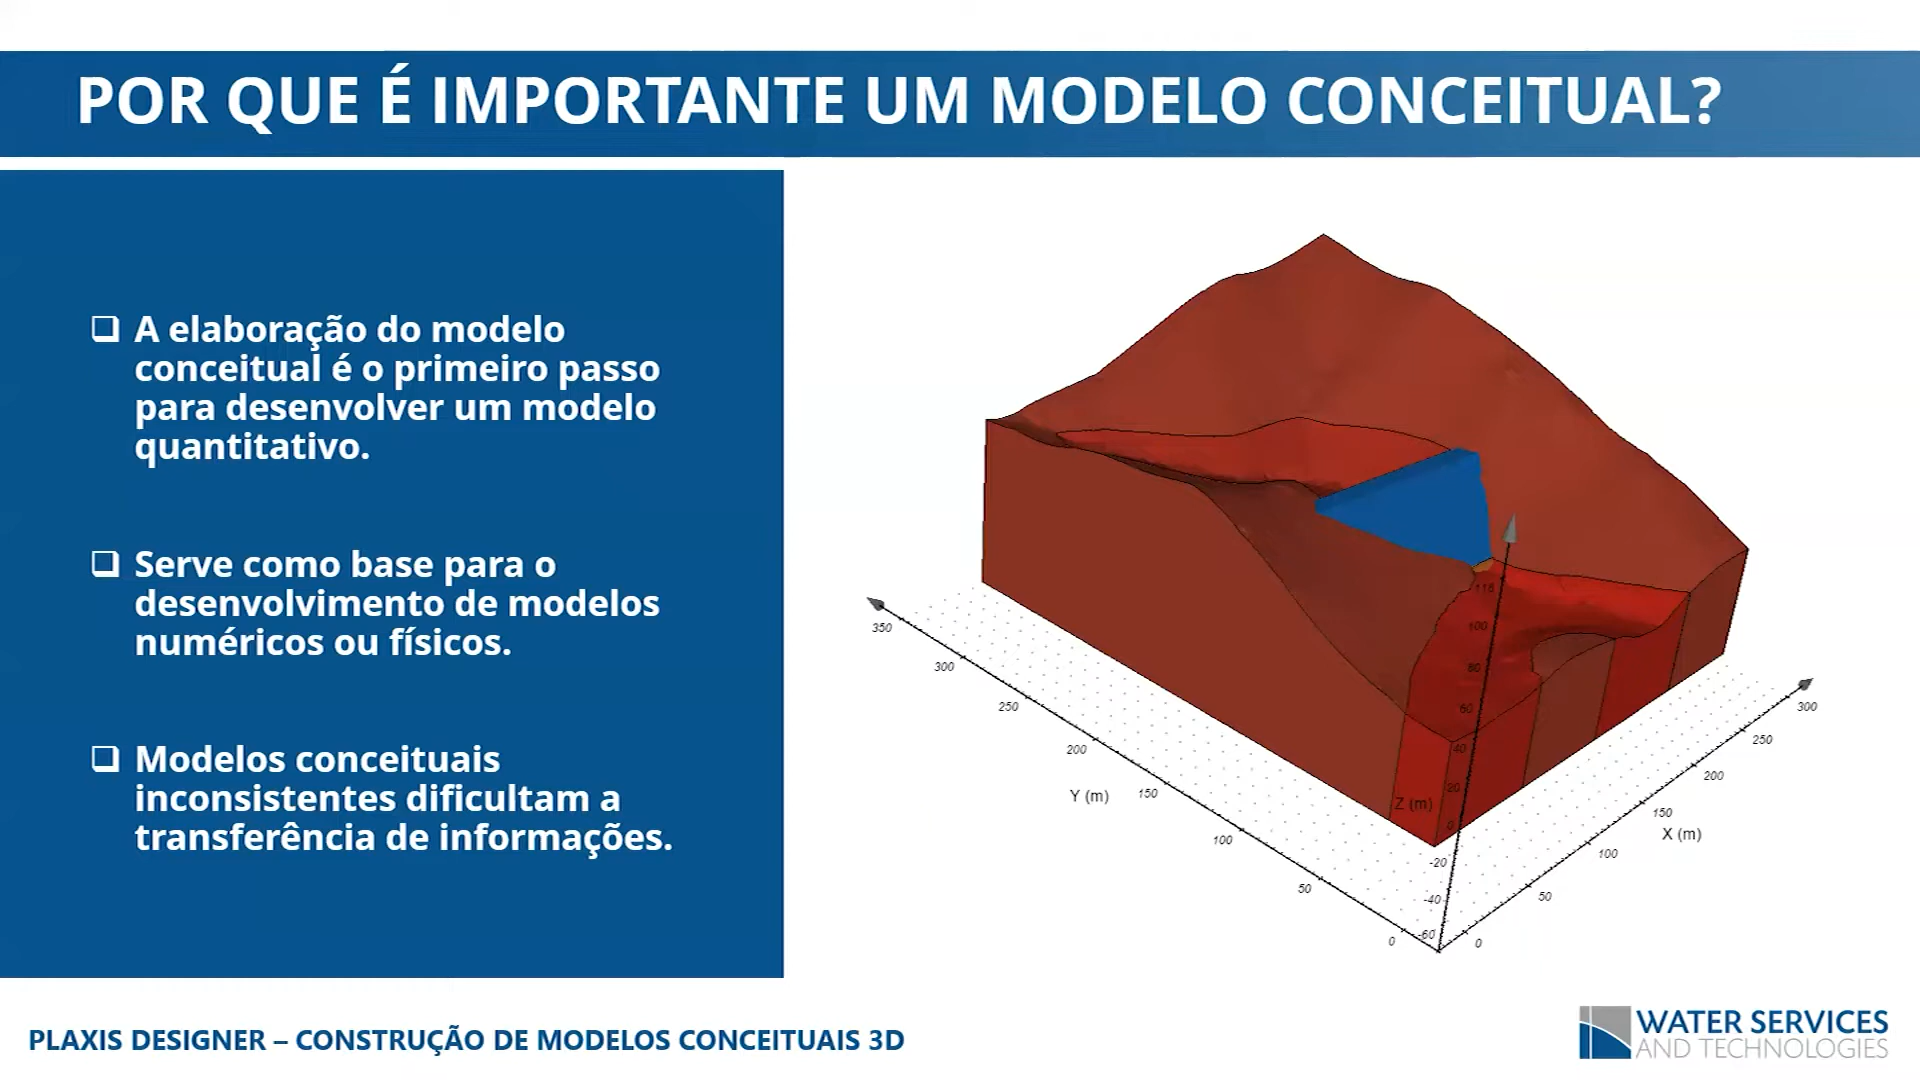 POR QUE É IMPORTANTE UM MODELO CONCEITUAL?
A elaboração do modelo
conceitual é o primeiro passo
para desenvolver um modelo
quantitativo.
Serve como base para o
desenvolvimento de modelos
numéricos ou físicos.
Modelos conceituais
inconsistentes dificultam a
transferência de informações.
350
300
250
200
Y (m)
150
100
50
0
116
100
80
60
40
20
Z (m)
0
-20
-40
-60
0
50
100
X (m)
150
200
250
300
PLAXIS DESIGNER – CONSTRUÇÃO DE MODELOS CONCEITUAIS 3D
WATER SERVICES
AND TECHNOLOGIES